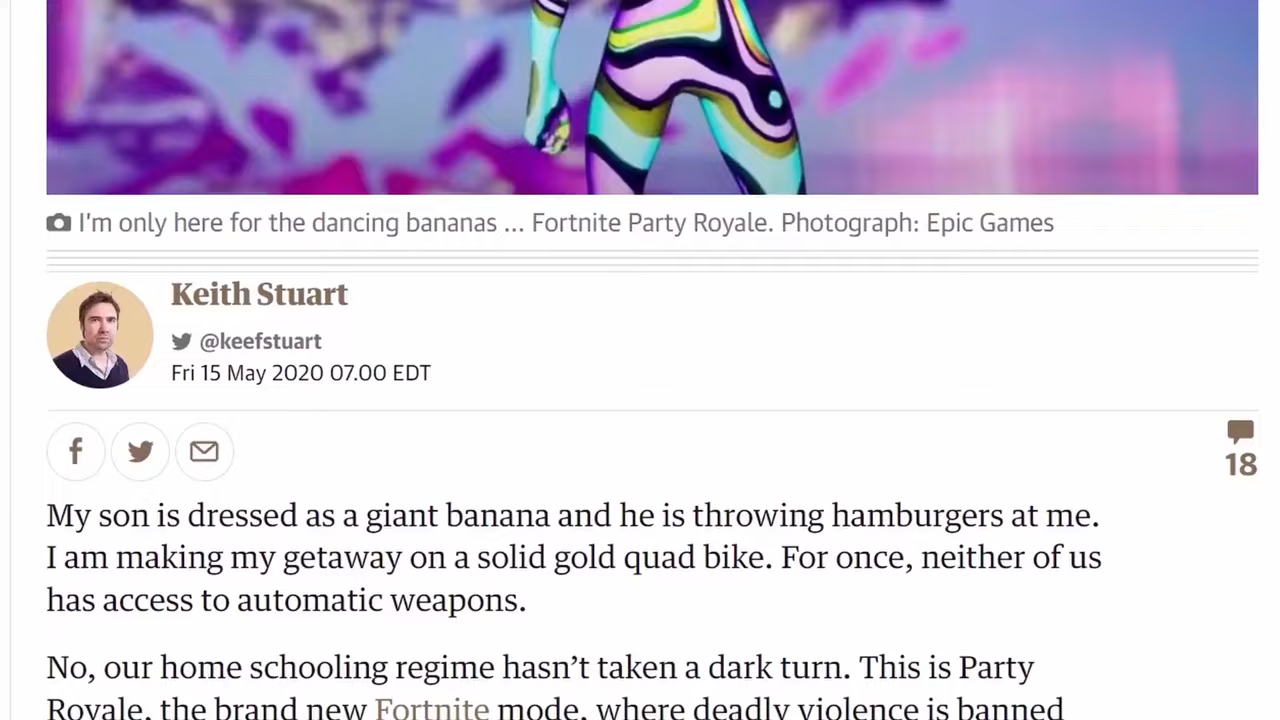 I'm only here for the dancing bananas ... Fortnite Party Royale. Photograph: Epic Games
Keith Stuart
@keefstuart
Fri 15 May 2020 07.00 EDT
18
My son is dressed as a giant banana and he is throwing hamburgers at me.
I am making my getaway on a solid gold quad bike. For once, neither of us
has access to automatic weapons.
No, our home schooling regime hasn’t taken a dark turn. This is Party
Royale, the brand new Fortnite mode, where deadly violence is banned